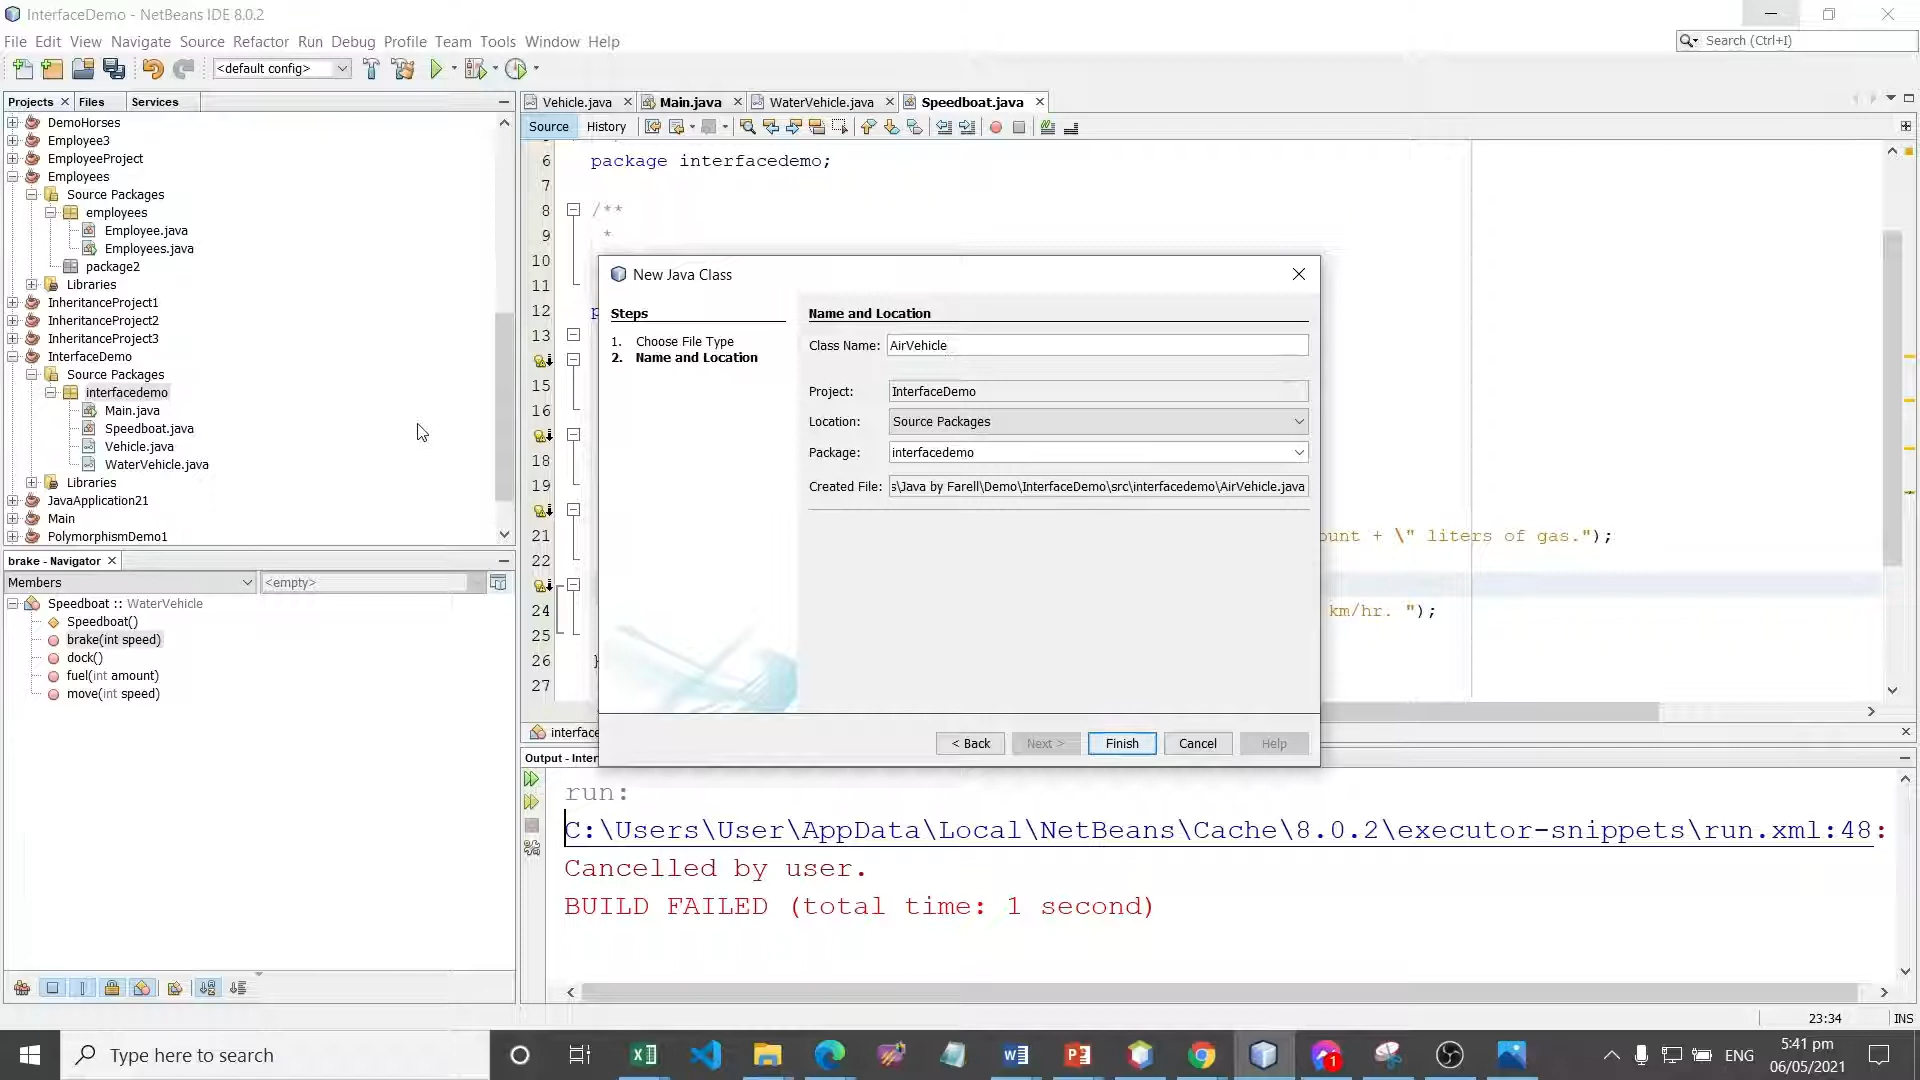 InterfaceDemo - NetBeans IDE 8.0.2
File Edit View Navigate Source Refactor Run Debug Profile Team Tools Window Help
Search (Ctrl+I)
<default config>
Projects Files Services
DemoHorses
Employee3
EmployeeProject
Employees
Source Packages
employees
Employee.java
Employees.java
package2
Libraries
InheritanceProject1
InheritanceProject2
InheritanceProject3
InterfaceDemo
Source Packages
interfacedemo
Main.java
Speedboat.java
Vehicle.java
WaterVehicle.java
Libraries
JavaApplication21
Main
PolymorphismDemo1
brake - Navigator
Members <empty>
Speedboat :: WaterVehicle
Speedboat()
brake(int speed)
dock()
fuel(int amount)
move(int speed)
Vehicle.java Main.java WaterVehicle.java Speedboat.java
Source History
6 package interfacedemo;
7
8 /**
9 *
10
11
12 p
13
15
16
18
19
21 ount + \" liters of gas.");
22
24 km/hr. ");
25
26 }
27
New Java Class
Steps
1. Choose File Type
2. Name and Location
Name and Location
Class Name: AirVehicle
Project: InterfaceDemo
Location: Source Packages
Package: interfacedemo
Created File: s\Java by Farell\Demo\InterfaceDemo\src\interfacedemo\AirVehicle.java
< Back Next > Finish Cancel Help
interface
Output - Inter
run:
C:\Users\User\AppData\Local\NetBeans\Cache\8.0.2\executor-snippets\run.xml:48:
Cancelled by user.
BUILD FAILED (total time: 1 second)
23:34 INS
Type here to search
1
ENG
5:41 pm
06/05/2021